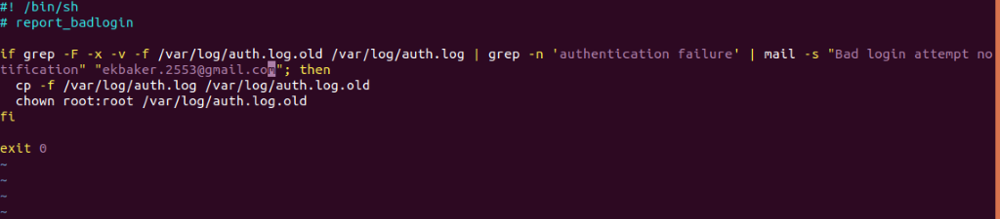 #! /bin/sh
# report_badlogin
if grep -F -x -v -f /var/log/auth.log.old /var/log/auth.log | grep -n 'authentication failure' | mail -s "Bad login attempt no
tification" "ekbaker.2553@gmail.com"; then
  cp -f /var/log/auth.log /var/log/auth.log.old
  chown root:root /var/log/auth.log.old
fi
exit 0
~
~
~
~